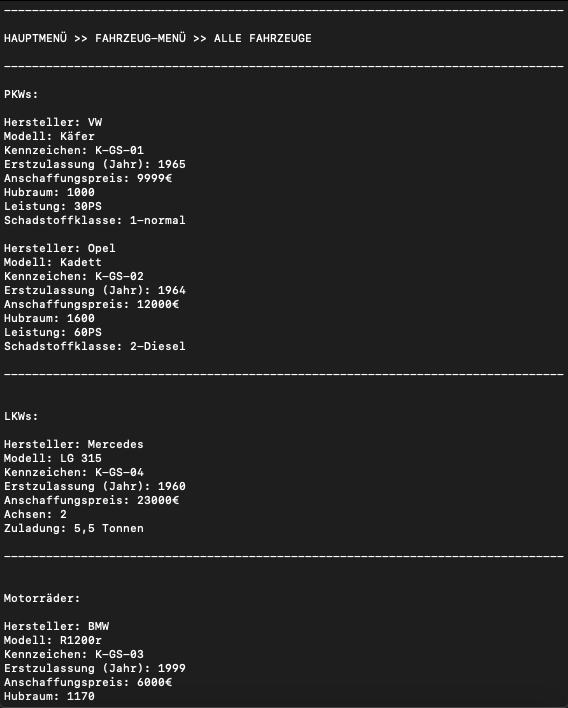 HAUPTMENÜ >> FAHRZEUG-MENÜ >> ALLE FAHRZEUGE
PKWs:
Hersteller: VW
Modell: Käfer
Kennzeichen: K-GS-01
Erstzulassung (Jahr): 1965
Anschaffungspreis: 9999€
Hubraum: 1000
Leistung: 30PS
Schadstoffklasse: 1-normal
Hersteller: Opel
Modell: Kadett
Kennzeichen: K-GS-02
Erstzulassung (Jahr): 1964
Anschaffungspreis: 12000€
Hubraum: 1600
Leistung: 60PS
Schadstoffklasse: 2-Diesel
LKWs:
Hersteller: Mercedes
Modell: LG 315
Kennzeichen: K-GS-04
Erstzulassung (Jahr): 1960
Anschaffungspreis: 23000€
Achsen: 2
Zuladung: 5,5 Tonnen
Motorräder:
Hersteller: BMW
Modell: R1200r
Kennzeichen: K-GS-03
Erstzulassung (Jahr): 1999
Anschaffungspreis: 6000€
Hubraum: 1170